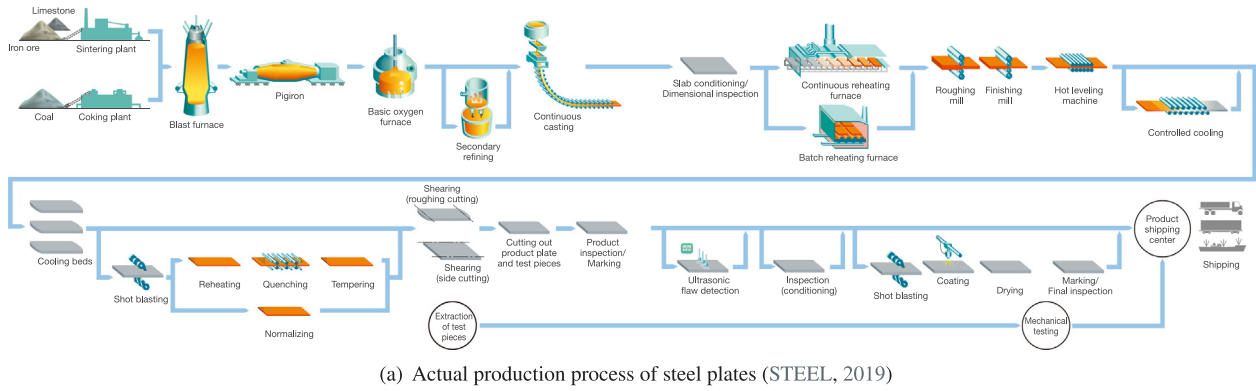 Limestone
Iron ore
Sintering plant
Coal
Coking plant
Blast furnace
Pigiron
Basic oxygen
furnace
Secondary
refining
Continuous
casting
Slab conditioning/
Dimensional inspection
Continuous reheating
furnace
Batch reheating furnace
Roughing
mill
Finishing
mill
Hot leveling
machine
Controlled cooling
Cooling beds
Shot blasting
Reheating
Quenching
Tempering
Normalizing
Shearing
(roughing cutting)
Shearing
(side cutting)
Cutting out
product plate
and test pieces
Product
inspection/
Marking
Extraction
of test
pieces
Ultrasonic
flaw detection
Inspection
(conditioning)
Shot blasting
Coating
Drying
Marking/
Final inspection
Mechanical
testing
Product
shipping
center
Shipping
(a) Actual production process of steel plates (STEEL, 2019)